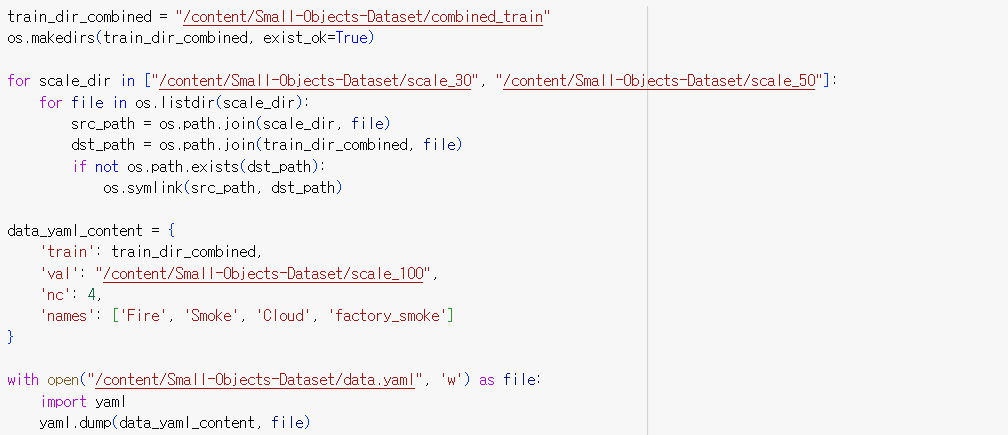 train_dir_combined = "/content/Small-Objects-Dataset/combined_train"
os.makedirs(train_dir_combined, exist_ok=True)
for scale_dir in ["/content/Small-Objects-Dataset/scale_30", "/content/Small-Objects-Dataset/scale_50"]:
    for file in os.listdir(scale_dir):
        src_path = os.path.join(scale_dir, file)
        dst_path = os.path.join(train_dir_combined, file)
        if not os.path.exists(dst_path):
            os.symlink(src_path, dst_path)
data_yaml_content = {
    'train': train_dir_combined,
    'val': "/content/Small-Objects-Dataset/scale_100",
    'nc': 4,
    'names': ['Fire', 'Smoke', 'Cloud', 'factory_smoke']
}
with open("/content/Small-Objects-Dataset/data.yaml", 'w') as file:
    import yaml
    yaml.dump(data_yaml_content, file)